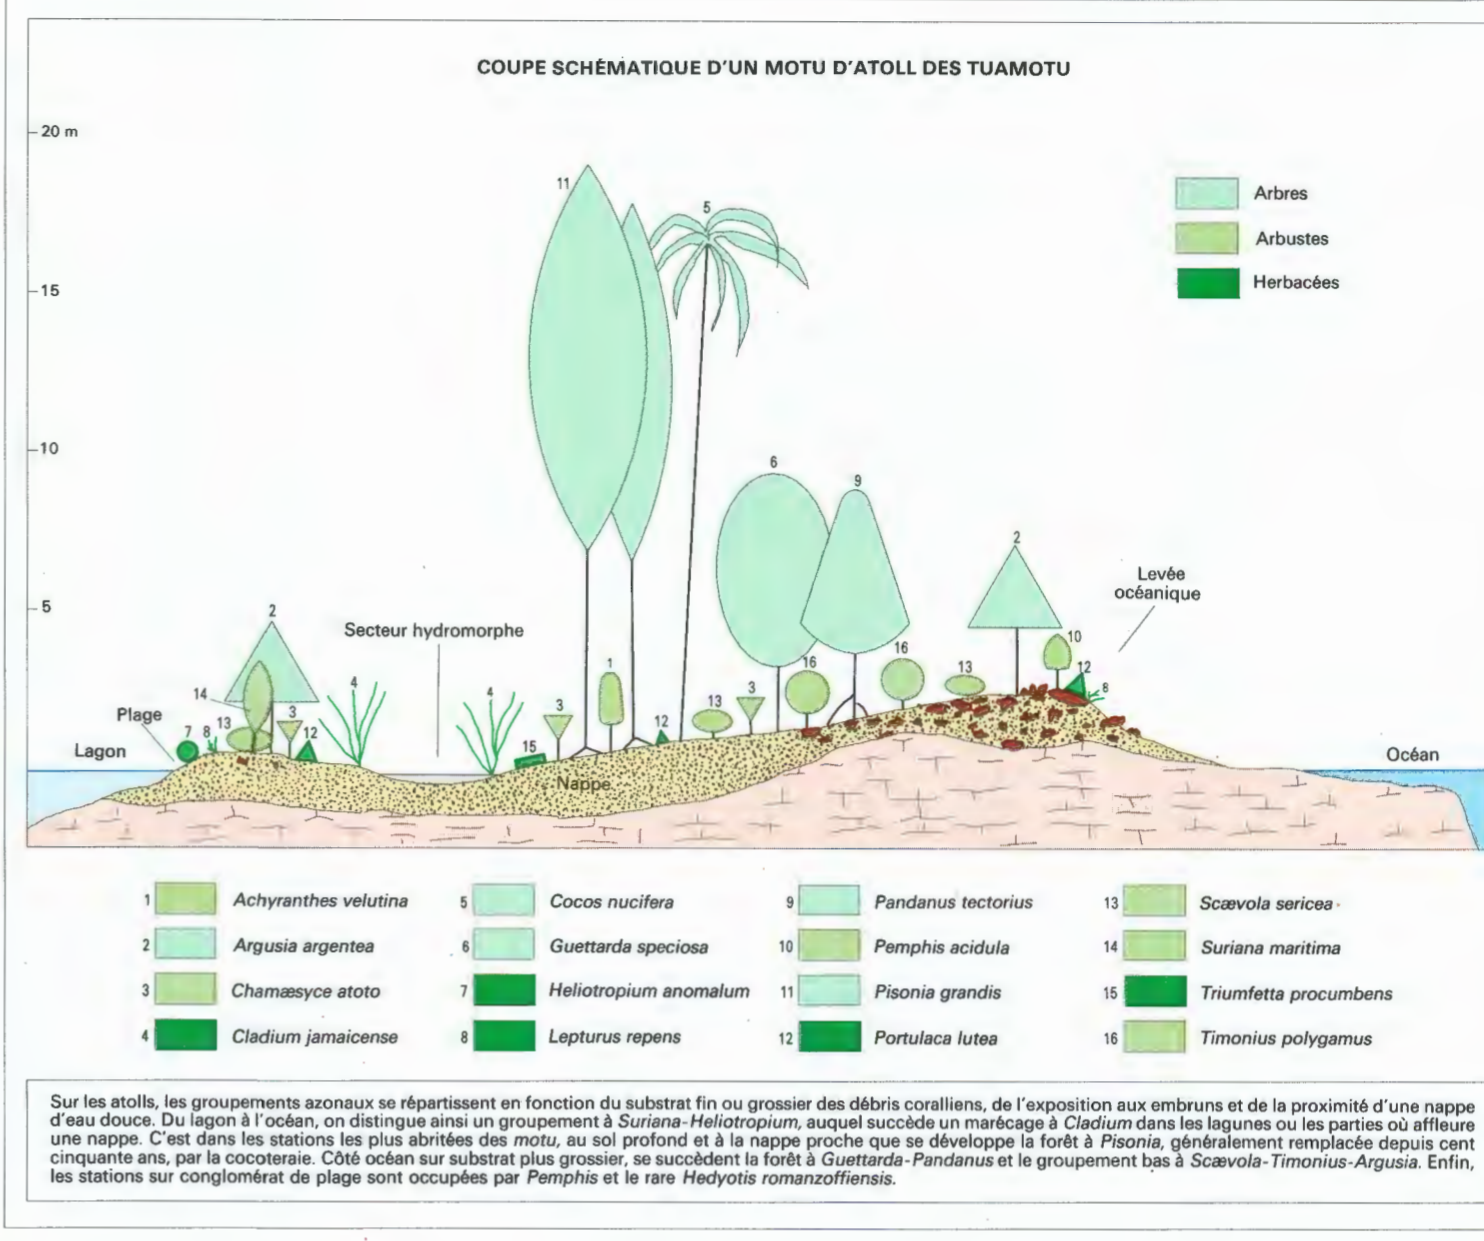 COUPE SCHÉMATIQUE D'UN MOTU D'ATOLL DES TUAMOTU
20 m
15
10
5
Arbres
Arbustes
Herbacées
11
5
6
9
2
Levée
océanique
10
12
8
13
16
16
13
3
12
1
3
15
4
Secteur hydromorphe
4
2
14
3
12
13
8
7
Plage
Lagon
Nappe
Océan
1 Achyranthes velutina
2 Argusia argentea
3 Chamæsyce atoto
4 Cladium jamaicense
5 Cocos nucifera
6 Guettarda speciosa
7 Heliotropium anomalum
8 Lepturus repens
9 Pandanus tectorius
10 Pemphis acidula
11 Pisonia grandis
12 Portulaca lutea
13 Scævola sericea
14 Suriana maritima
15 Triumfetta procumbens
16 Timonius polygamus
Sur les atolls, les groupements azonaux se répartissent en fonction du substrat fin ou grossier des débris coralliens, de l'exposition aux embruns et de la proximité d'une nappe
d'eau douce. Du lagon à l'océan, on distingue ainsi un groupement à Suriana-Heliotropium, auquel succède un marécage à Cladium dans les lagunes ou les parties où affleure
une nappe. C'est dans les stations les plus abritées des motu, au sol profond et à la nappe proche que se développe la forêt à Pisonia, généralement remplacée depuis cent
cinquante ans, par la cocoteraie. Côté océan sur substrat plus grossier, se succèdent la forêt à Guettarda-Pandanus et le groupement bas à Scævola-Timonius-Argusia. Enfin,
les stations sur conglomérat de plage sont occupées par Pemphis et le rare Hedyotis romanzoffiensis.